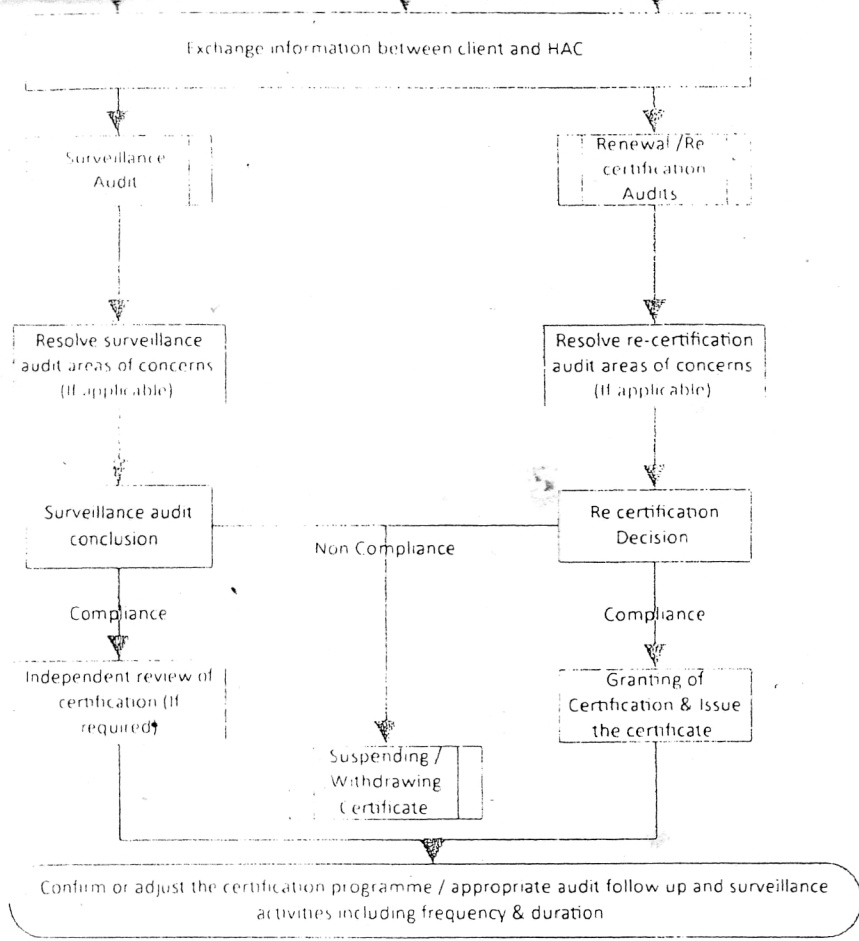 Exchange information between client and HAC
Surveillance
Audit
Renewal /Re
certification
Audits
Resolve surveillance
audit areas of concerns
(If applicable)
Resolve re-certification
audit areas of concerns
(If applicable)
Surveillance audit
conclusion
Re certification
Decision
Non Compliance
Compliance
Compliance
Independent review of
certification (If
required)
Granting of
Certification & Issue
the certificate
Suspending /
Withdrawing
Certificate
Confirm or adjust the certification programme / appropriate audit follow up and surveillance
activities including frequency & duration